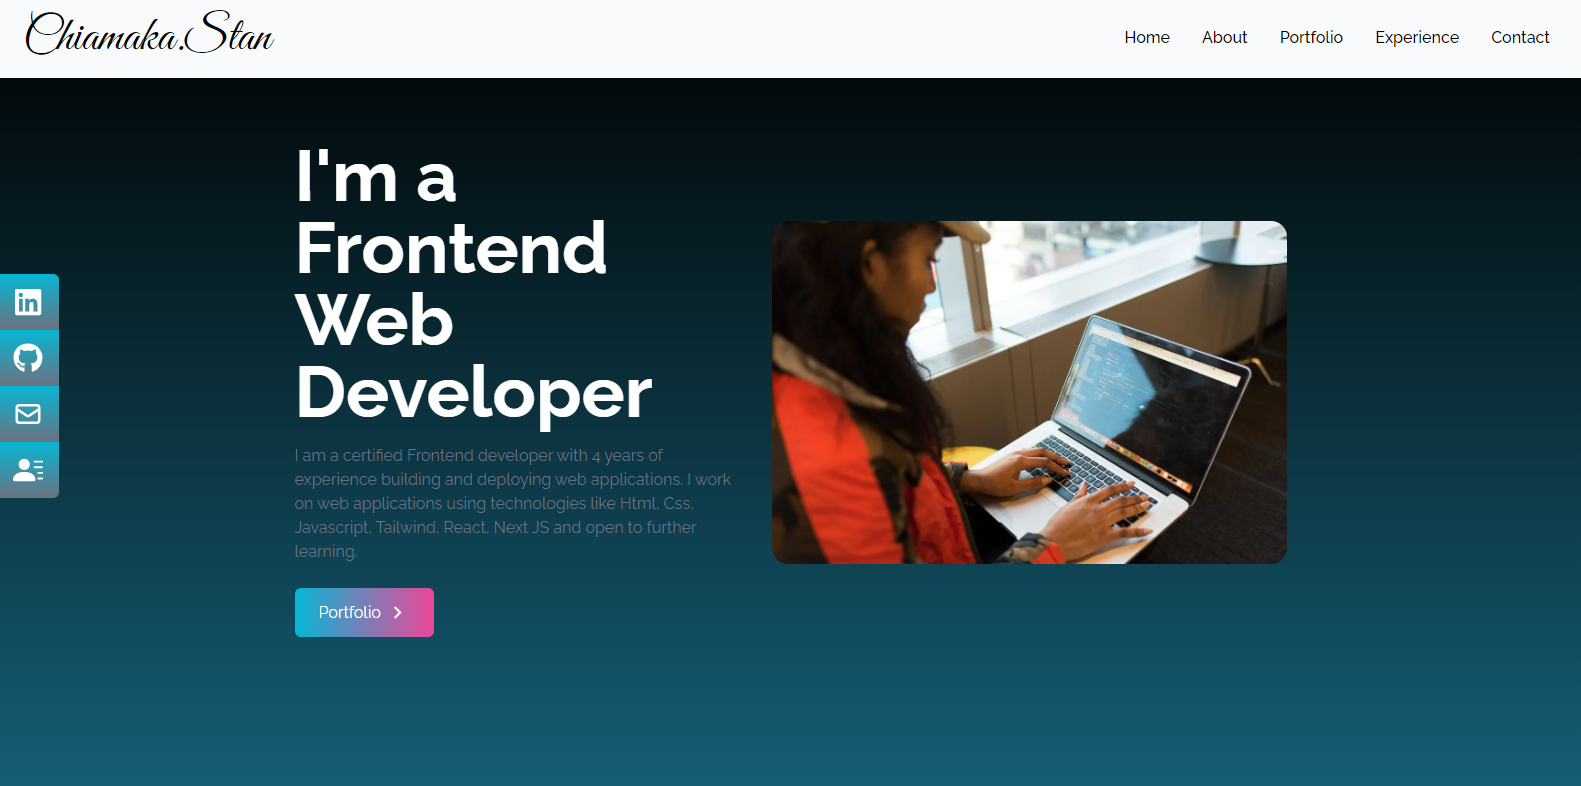 Chiamaka.Stan
Home About Portfolio Experience Contact
I'm a
Frontend
Web
Developer
I am a certified Frontend developer with 4 years of
experience building and deploying web applications. I work
on web applications using technologies like Html, Css,
Javascript, Tailwind, React, Next JS and open to further
learning.
Portfolio
in